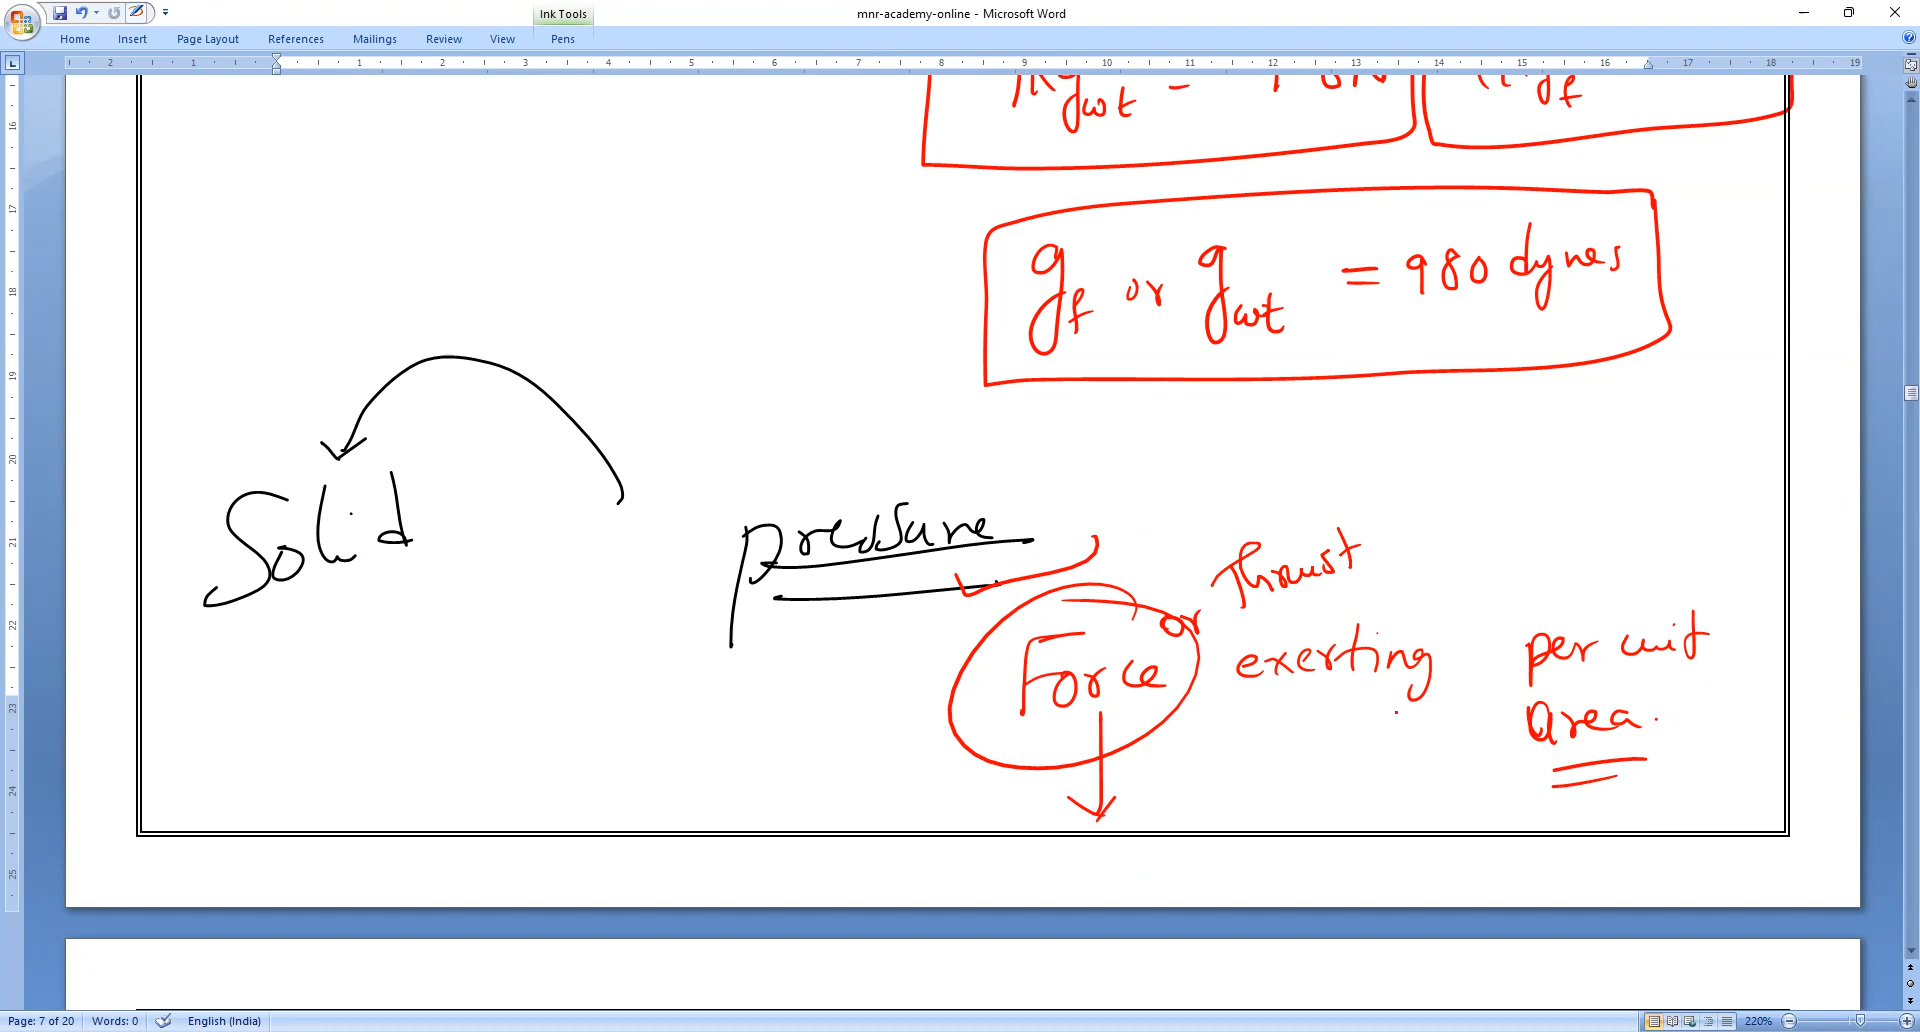 mnr-academy-online - Microsoft Word
Ink Tools
Home Insert Page Layout References Mailings Review View Pens
gwt =
gf
gf or gwt = 980 dynes
Solid
pressure
or Thrust
Force exerting per unit
area.
Page: 7 of 20 Words: 0 English (India) 220%